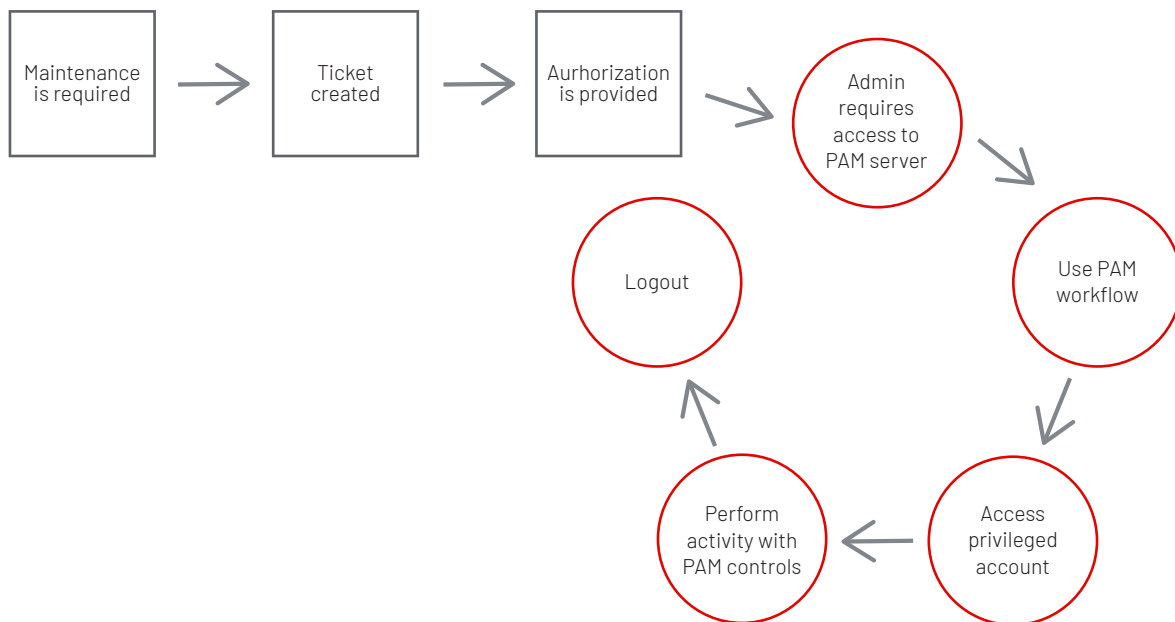 Maintenance
is required
Ticket
created
Aurhorization
is provided
Admin
requires
access to
PAM server
Use PAM
workflow
Access
privileged
account
Perform
activity with
PAM controls
Logout